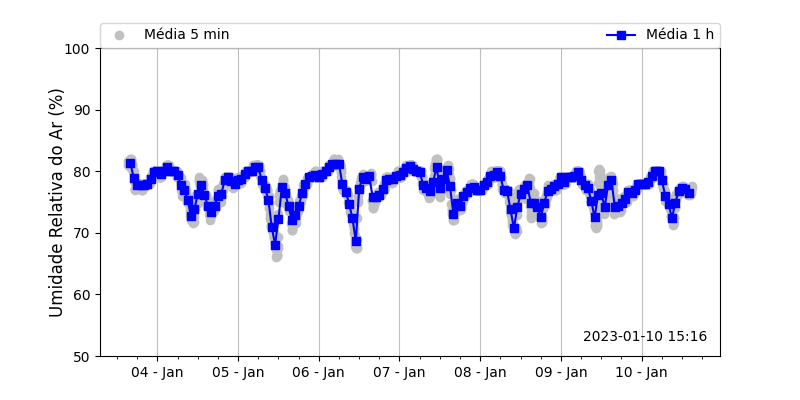 Média 5 min
Média 1 h
Umidade Relativa do Ar (%)
100
90
80
70
60
50
2023-01-10 15:16
04 - Jan
05 - Jan
06 - Jan
07 - Jan
08 - Jan
09 - Jan
10 - Jan